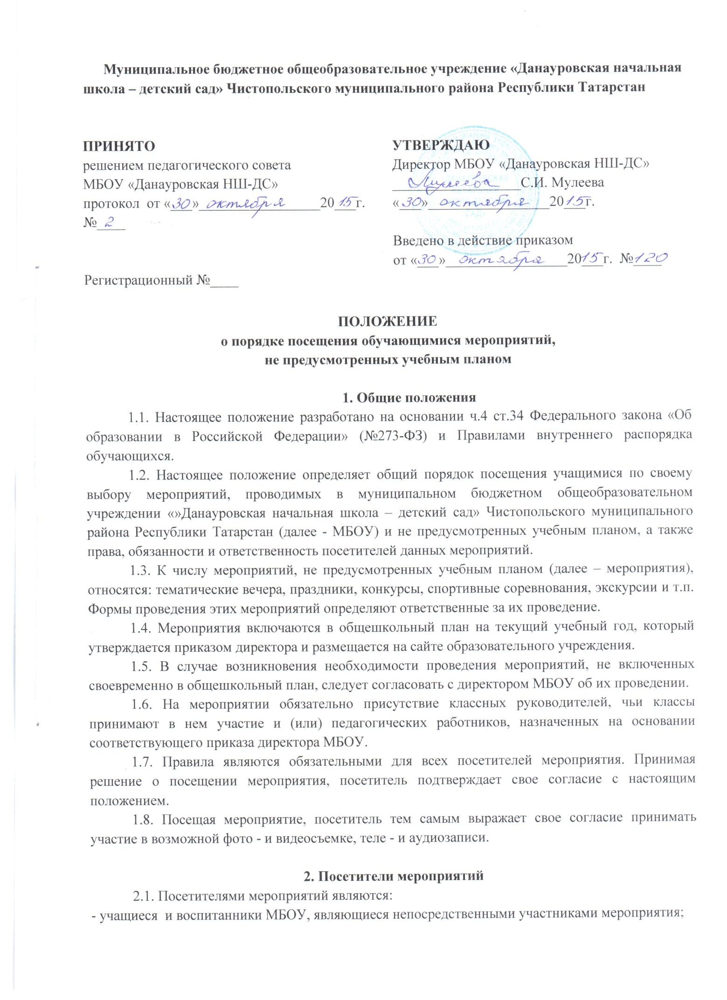 Муниципальное бюджетное общеобразовательное учреждение «Данауровская начальная
школа – детский сад» Чистопольского муниципального района Республики Татарстан
ПРИНЯТО
решением педагогического совета
МБОУ «Данауровская НШ-ДС»
протокол от «30» октября 2015г.
№ 2
УТВЕРЖДАЮ
Директор МБОУ «Данауровская НШ-ДС»
Мулеева С.И. Мулеева
«30» октября 2015г.
Введено в действие приказом
от «30» октября 2015г. №120
Регистрационный №____
ПОЛОЖЕНИЕ
о порядке посещения обучающимися мероприятий,
не предусмотренных учебным планом
1. Общие положения
1.1. Настоящее положение разработано на основании ч.4 ст.34 Федерального закона «Об
образовании в Российской Федерации» (№273-ФЗ) и Правилами внутреннего распорядка
обучающихся.
1.2. Настоящее положение определяет общий порядок посещения учащимися по своему
выбору мероприятий, проводимых в муниципальном бюджетном общеобразовательном
учреждении «»Данауровская начальная школа – детский сад» Чистопольского муниципального
района Республики Татарстан (далее - МБОУ) и не предусмотренных учебным планом, а также
права, обязанности и ответственность посетителей данных мероприятий.
1.3. К числу мероприятий, не предусмотренных учебным планом (далее – мероприятия),
относятся: тематические вечера, праздники, конкурсы, спортивные соревнования, экскурсии и т.п.
Формы проведения этих мероприятий определяют ответственные за их проведение.
1.4. Мероприятия включаются в общешкольный план на текущий учебный год, который
утверждается приказом директора и размещается на сайте образовательного учреждения.
1.5. В случае возникновения необходимости проведения мероприятий, не включенных
своевременно в общешкольный план, следует согласовать с директором МБОУ об их проведении.
1.6. На мероприятии обязательно присутствие классных руководителей, чьи классы
принимают в нем участие и (или) педагогических работников, назначенных на основании
соответствующего приказа директора МБОУ.
1.7. Правила являются обязательными для всех посетителей мероприятия. Принимая
решение о посещении мероприятия, посетитель подтверждает свое согласие с настоящим
положением.
1.8. Посещая мероприятие, посетитель тем самым выражает свое согласие принимать
участие в возможной фото - и видеосъемке, теле - и аудиозаписи.
2. Посетители мероприятий
2.1. Посетителями мероприятий являются:
- учащиеся и воспитанники МБОУ, являющиеся непосредственными участниками мероприятия;